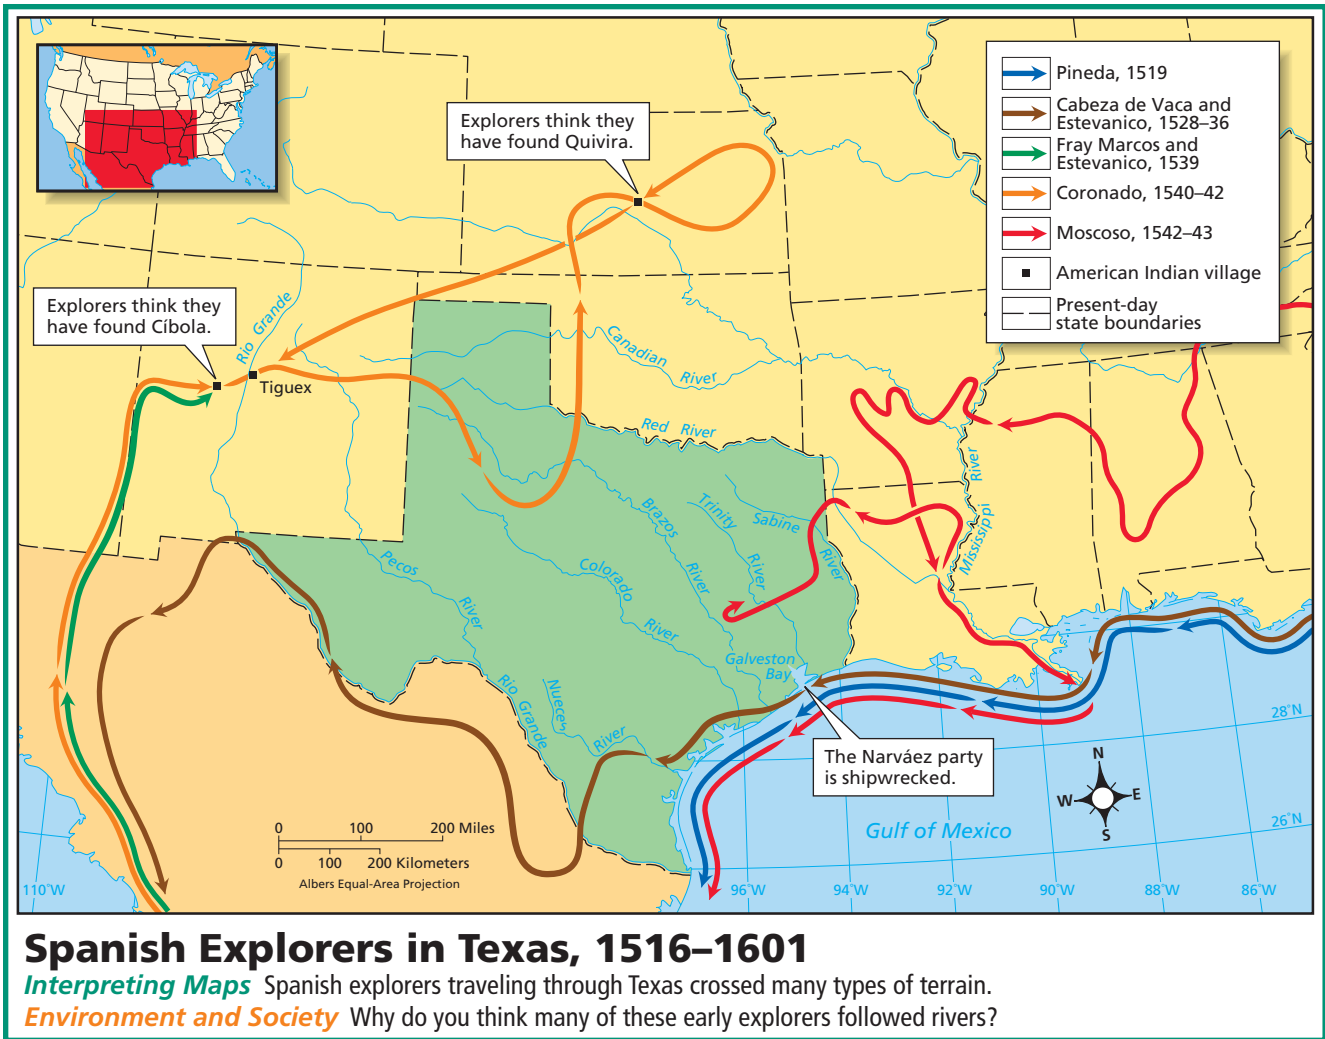 Explorers think they
have found Quivira.
Pineda, 1519
Cabeza de Vaca and
Estevanico, 1528–36
Fray Marcos and
Estevanico, 1539
Coronado, 1540–42
Moscoso, 1542–43
American Indian village
Present-day
state boundaries
Explorers think they
have found Cíbola.
Rio Grande
Tiguex
Canadian
River
Red River
Mississippi River
Brazos
River
Trinity
River
Sabine
River
Pecos
River
Colorado
River
Galveston
Bay
Rio
Grande
Nueces
River
The Narváez party
is shipwrecked.
Gulf of Mexico
N
W
E
S
28°N
26°N
0 100 200 Miles
0 100 200 Kilometers
Albers Equal-Area Projection
110°W
96°W
94°W
92°W
90°W
88°W
86°W
Spanish Explorers in Texas, 1516–1601
Interpreting Maps Spanish explorers traveling through Texas crossed many types of terrain.
Environment and Society Why do you think many of these early explorers followed rivers?